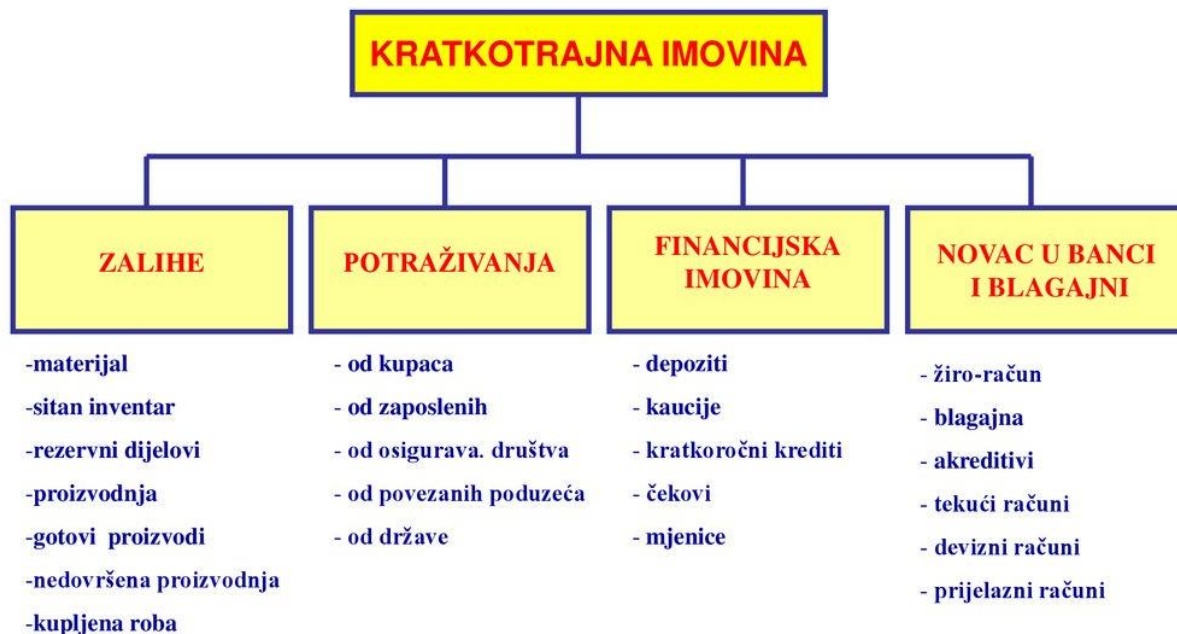 KRATKOTRAJNA IMOVINA
ZALIHE
-materijal
-sitan inventar
-rezervni dijelovi
-proizvodnja
-gotovi proizvodi
-nedovršena proizvodnja
-kupljena roba
POTRAŽIVANJA
- od kupaca
- od zaposlenih
- od osigurava. društva
- od povezanih poduzeća
- od države
FINANCIJSKA
IMOVINA
- depoziti
- kaucije
- kratkoročni krediti
- čekovi
- mjenice
NOVAC U BANCI
I BLAGAJNI
- žiro-račun
- blagajna
- akreditivi
- tekući računi
- devizni računi
- prijelazni računi